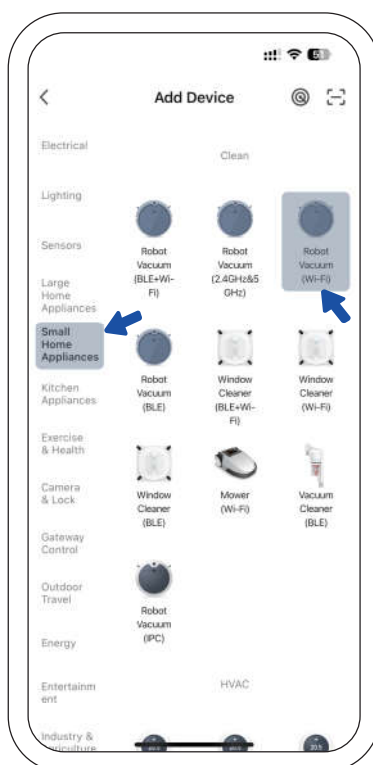 51
Add Device
Electrical
Lighting
Sensors
Large
Home
Appliances
Small
Home
Appliances
Kitchen
Appliances
Exercise
& Health
Camera
& Lock
Gateway
Control
Outdoor
Travel
Energy
Entertainm
ent
Industry &
Agriculture
Clean
Robot
Vacuum
(BLE+Wi-
Fi)
Robot
Vacuum
(2.4GHz&5
GHz)
Robot
Vacuum
(Wi-Fi)
Robot
Vacuum
(BLE)
Window
Cleaner
(BLE+Wi-
Fi)
Window
Cleaner
(Wi-Fi)
Window
Cleaner
(BLE)
Mower
(Wi-Fi)
Vacuum
Cleaner
(BLE)
Robot
Vacuum
(IPC)
HVAC